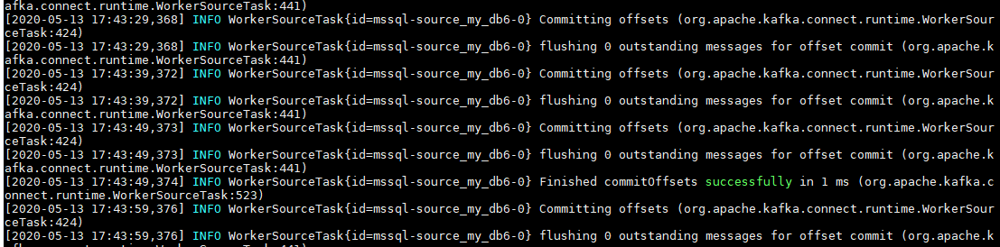 afka.connect.runtime.WorkerSourceTask:441)
[2020-05-13 17:43:29,368] INFO WorkerSourceTask{id=mssql-source_my_db6-0} Committing offsets (org.apache.kafka.connect.runtime.WorkerSour
ceTask:424)
[2020-05-13 17:43:29,368] INFO WorkerSourceTask{id=mssql-source_my_db6-0} flushing 0 outstanding messages for offset commit (org.apache.k
afka.connect.runtime.WorkerSourceTask:441)
[2020-05-13 17:43:39,372] INFO WorkerSourceTask{id=mssql-source_my_db6-0} Committing offsets (org.apache.kafka.connect.runtime.WorkerSour
ceTask:424)
[2020-05-13 17:43:39,372] INFO WorkerSourceTask{id=mssql-source_my_db6-0} flushing 0 outstanding messages for offset commit (org.apache.k
afka.connect.runtime.WorkerSourceTask:441)
[2020-05-13 17:43:49,373] INFO WorkerSourceTask{id=mssql-source_my_db6-0} Committing offsets (org.apache.kafka.connect.runtime.WorkerSour
ceTask:424)
[2020-05-13 17:43:49,373] INFO WorkerSourceTask{id=mssql-source_my_db6-0} flushing 0 outstanding messages for offset commit (org.apache.k
afka.connect.runtime.WorkerSourceTask:441)
[2020-05-13 17:43:49,374] INFO WorkerSourceTask{id=mssql-source_my_db6-0} Finished commitOffsets successfully in 1 ms (org.apache.kafka.c
onnect.runtime.WorkerSourceTask:523)
[2020-05-13 17:43:59,376] INFO WorkerSourceTask{id=mssql-source_my_db6-0} Committing offsets (org.apache.kafka.connect.runtime.WorkerSour
ceTask:424)
[2020-05-13 17:43:59,376] INFO WorkerSourceTask{id=mssql-source_my_db6-0} flushing 0 outstanding messages for offset commit (org.apache.k
afka.connect.runtime.WorkerSourceTask:441)